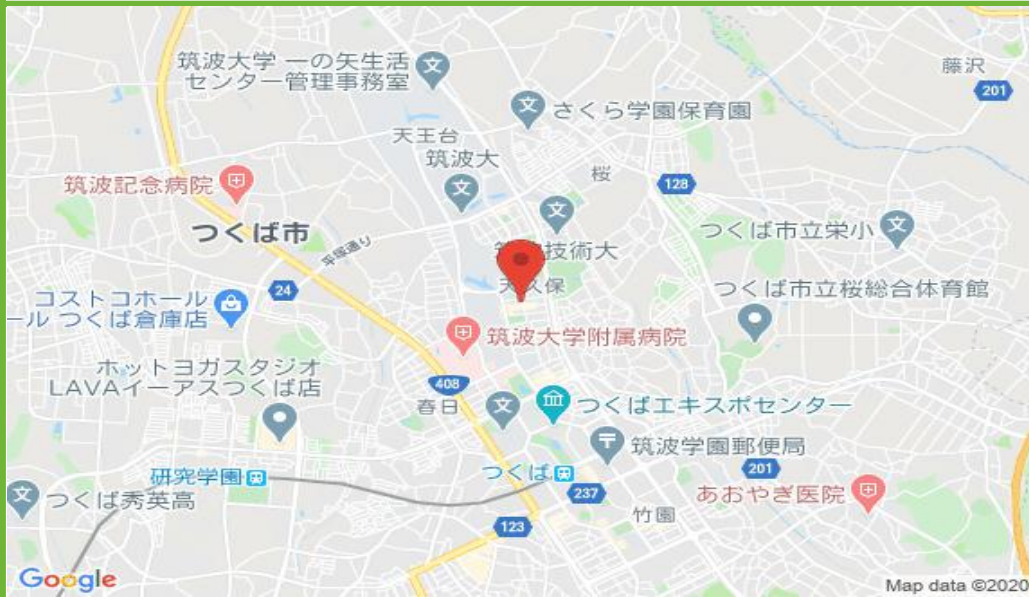 筑波大学 一の矢生活
センター管理事務室
藤沢
201
さくら学園保育園
天王台
筑波大
桜
128
筑波記念病院
つくば市
平塚通り
技術大
つくば市立栄小
24
久保
つくば市立桜総合体育館
コストコホール
ール つくば倉庫店
筑波大学附属病院
ホットヨガスタジオ
LAVAイーアスつくば店
408
春日
つくばエキスポセンター
筑波学園郵便局
201
研究学園
つくば
237
あおやぎ医院
つくば秀英高
竹園
123
Google
Map data ©2020